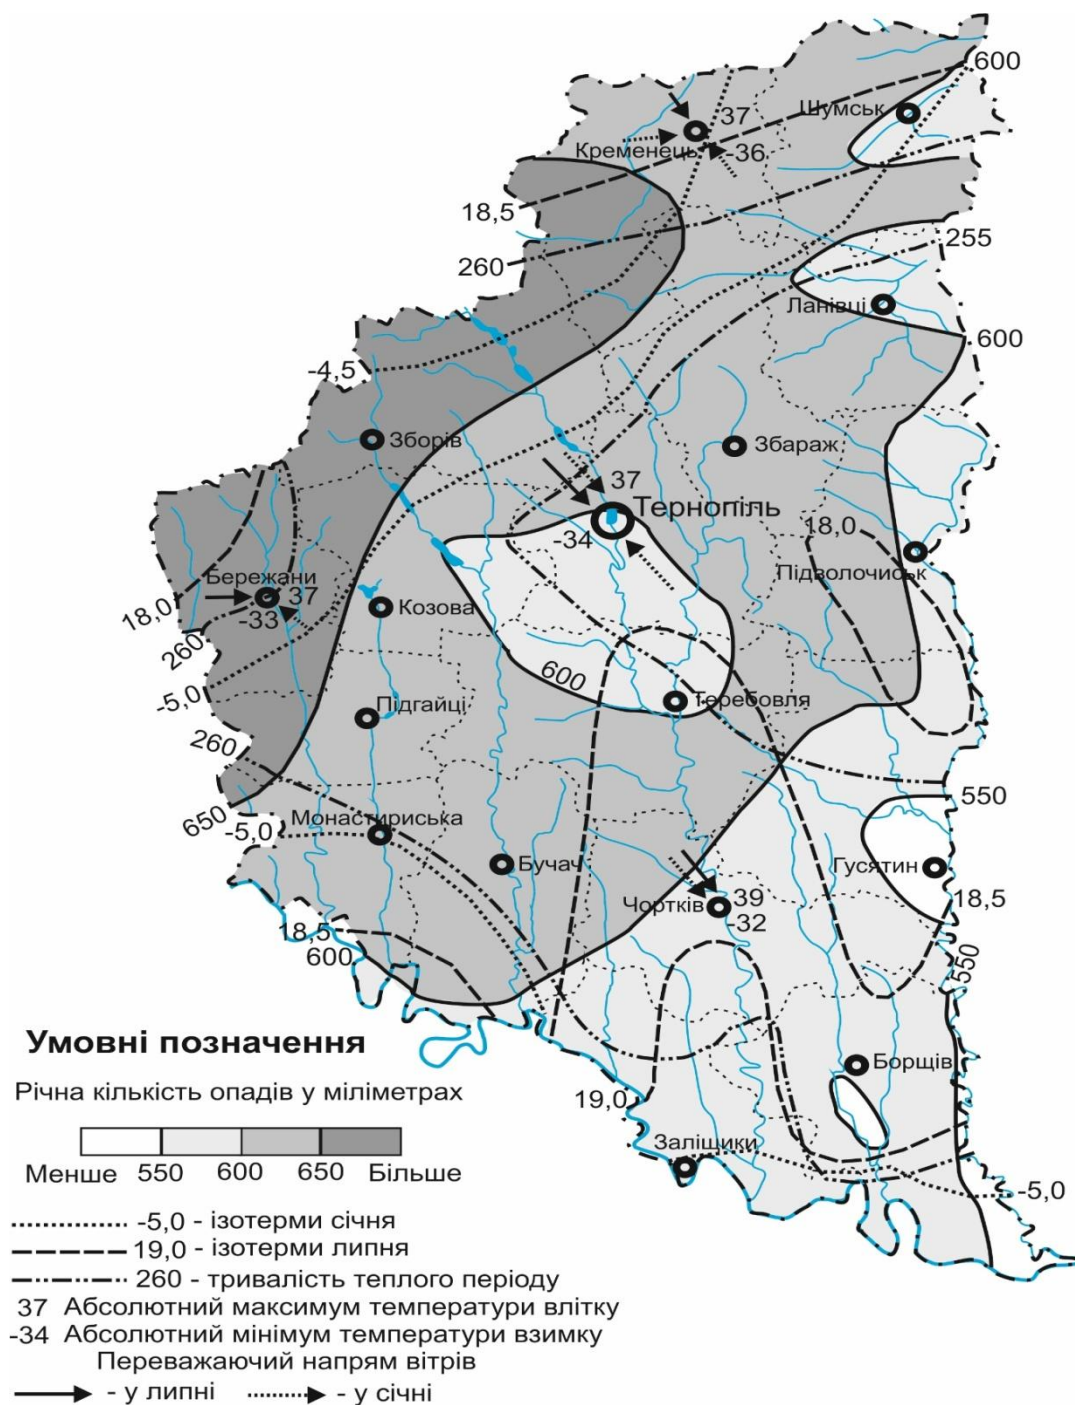 600
Шумськ
37
Кременець
-36
18,5
255
260
Ланівці
600
-4,5
Зборів
Збараж
37
Тернопіль
18,0
-34
Підволочиськ
Бережани
37
18,0
-33
Козова
260
600
-5,0
Підгайці
Теребовля
260
550
650
-5,0
Монастириська
Бучач
Гусятин
39
18,5
Чортків
-32
18,5
600
550
Умовні позначення
Борщів
Річна кількість опадів у міліметрах
19,0
Заліщики
Менше 550 600 650 Більше
-5,0
-5,0 - ізотерми січня
19,0 - ізотерми липня
260 - тривалість теплого періоду
37 Абсолютний максимум температури влітку
-34 Абсолютний мінімум температури взимку
Переважаючий напрям вітрів
- у липні - у січні